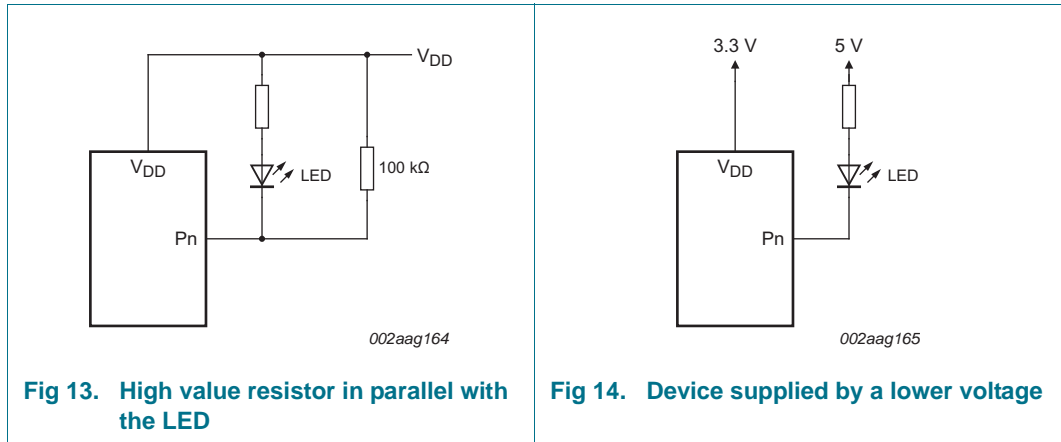 VDD
VDD
LED
100 kΩ
Pn
002aag164
Fig 13. High value resistor in parallel with
the LED
3.3 V
5 V
VDD
LED
Pn
002aag165
Fig 14. Device supplied by a lower voltage